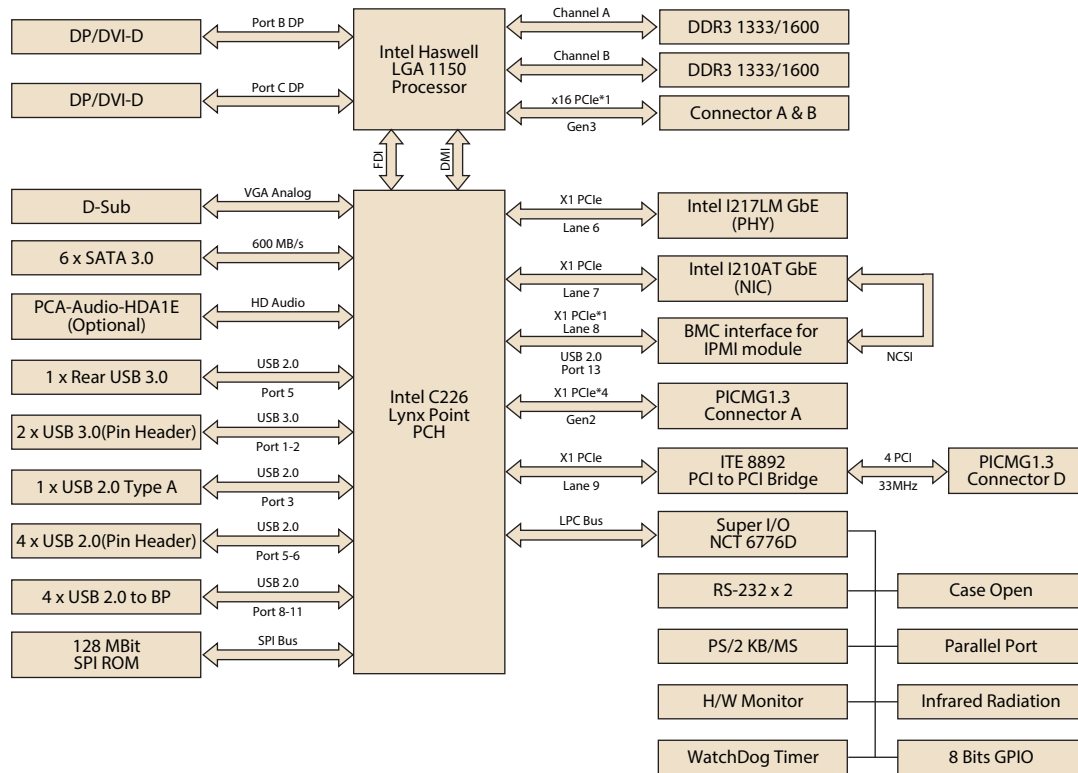 DP/DVI-D
Port B DP
Intel Haswell
LGA 1150
Processor
Channel A
DDR3 1333/1600
Channel B
DDR3 1333/1600
DP/DVI-D
Port C DP
x16 PCIe*1
Gen3
Connector A & B
FDI
DMI
D-Sub
VGA Analog
6 x SATA 3.0
600 MB/s
PCA-Audio-HDA1E
(Optional)
HD Audio
1 x Rear USB 3.0
USB 2.0
Port 5
2 x USB 3.0(Pin Header)
USB 3.0
Port 1-2
1 x USB 2.0 Type A
USB 2.0
Port 3
4 x USB 2.0(Pin Header)
USB 2.0
Port 5-6
4 x USB 2.0 to BP
USB 2.0
Port 8-11
128 MBit
SPI ROM
SPI Bus
Intel C226
Lynx Point
PCH
X1 PCIe
Lane 6
Intel I217LM GbE
(PHY)
X1 PCIe
Lane 7
Intel I210AT GbE
(NIC)
X1 PCIe*1
Lane 8
USB 2.0
Port 13
BMC interface for
IPMI module
NCSI
X1 PCIe*4
Gen2
PICMG1.3
Connector A
X1 PCIe
Lane 9
ITE 8892
PCI to PCI Bridge
4 PCI
33MHz
PICMG1.3
Connector D
LPC Bus
Super I/O
NCT 6776D
RS-232 x 2
Case Open
PS/2 KB/MS
Parallel Port
H/W Monitor
Infrared Radiation
WatchDog Timer
8 Bits GPIO